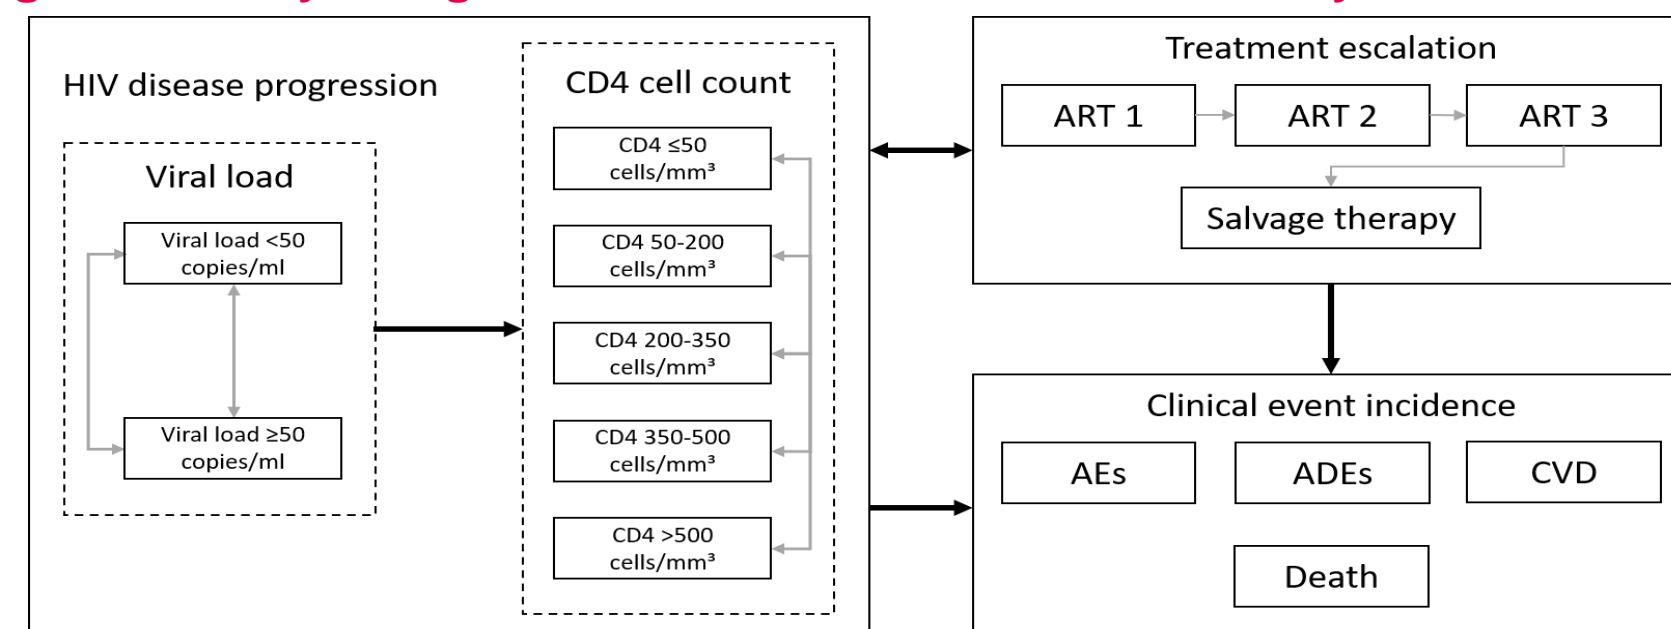 HIV disease progression
Viral load
Viral load <50
copies/ml
Viral load ≥50
copies/ml
CD4 cell count
CD4 ≤50
cells/mm³
CD4 50-200
cells/mm³
CD4 200-350
cells/mm³
CD4 350-500
cells/mm³
CD4 >500
cells/mm³
Treatment escalation
ART 1
ART 2
ART 3
Salvage therapy
Clinical event incidence
AEs
ADEs
CVD
Death